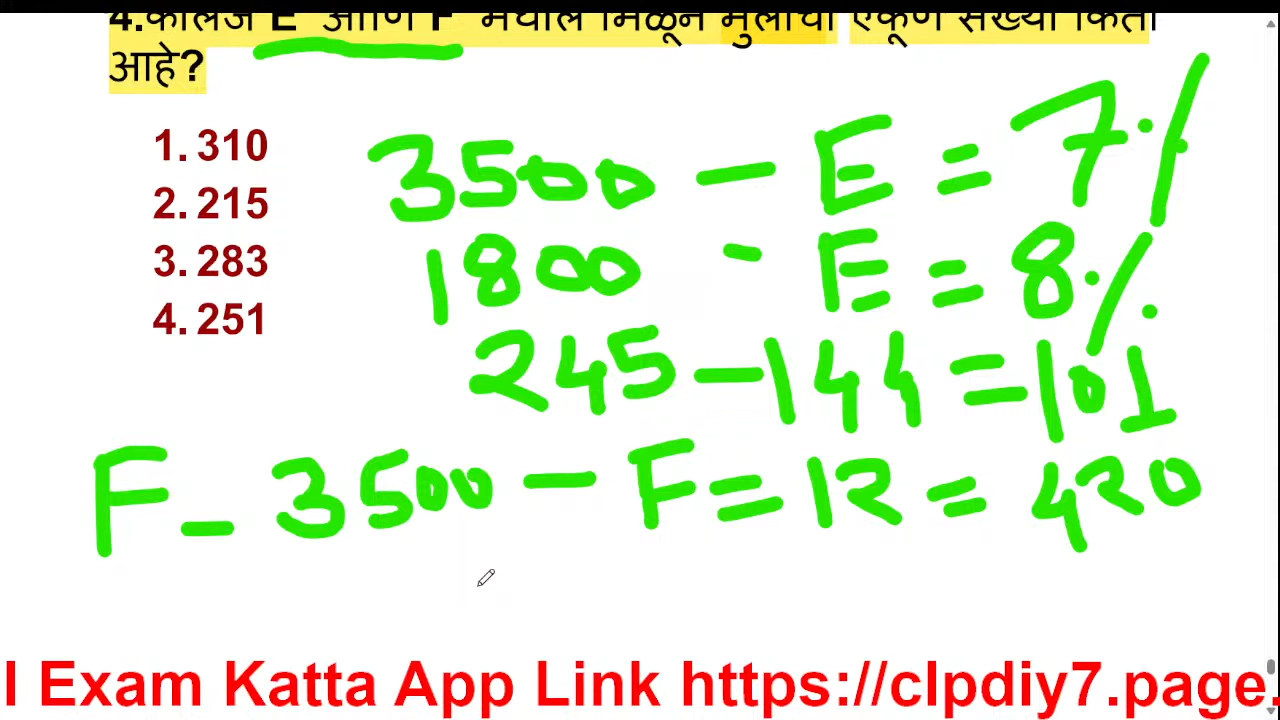 4.कॉलेज E आणि F मधील मिळून मुलांची एकूण संख्या किती
आहे?
1. 310
2. 215
3. 283
4. 251
3500 - E = 7%
1800 - E = 8%
245 - 144 = 101
F - 3500 - F = 12 = 420
l Exam Katta App Link https://clpdiy7.page.